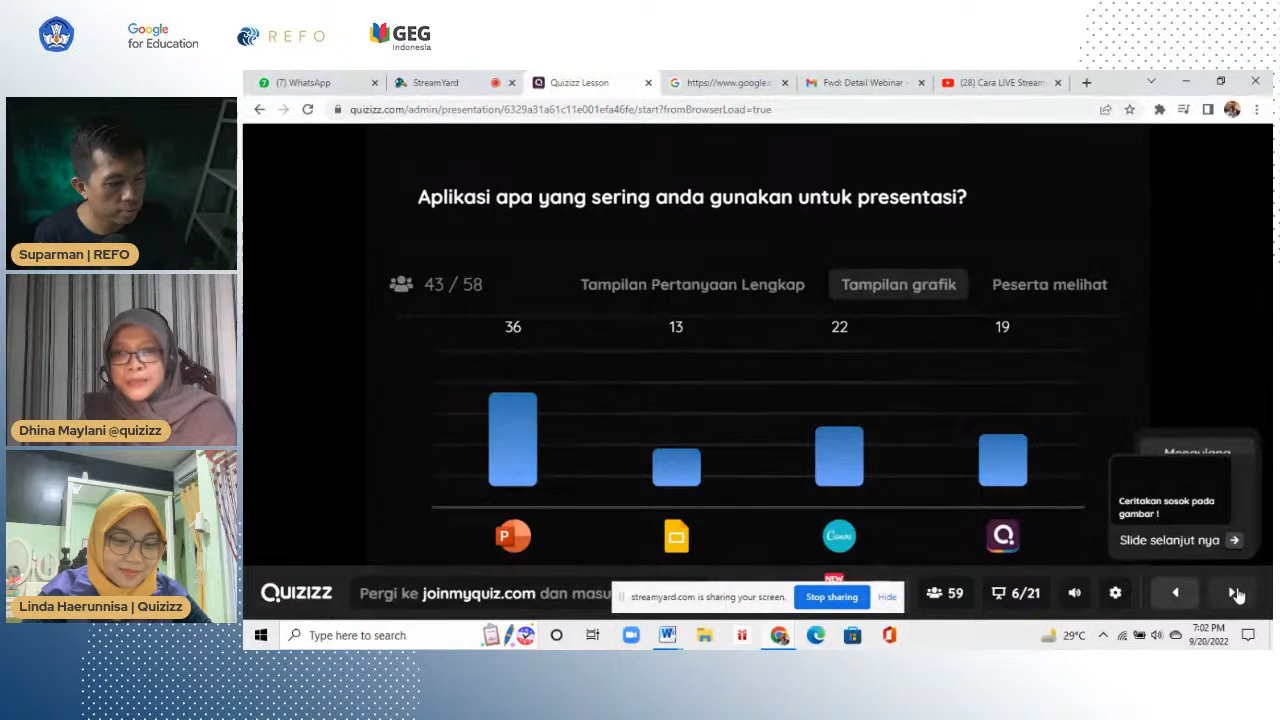 Google
for Education
REFO
GEG
Indonesia
(7) WhatsApp
StreamYard
Quizizz Lesson
https://www.google.c
Fwd: Detail Webinar
(28) Cara LIVE Stream
quizizz.com/admin/presentation/6329a31a61c11e001efa46fe/start?fromBrowserLoad=true
Suparman | REFO
Dhina Maylani @quizizz
Linda Haerunnisa | Quizizz
Aplikasi apa yang sering anda gunakan untuk presentasi?
43 / 58
Tampilan Pertanyaan Lengkap
Tampilan grafik
Peserta melihat
36
13
22
19
P
Canva
Q
Mengulang
Ceritakan sosok pada
gambar !
Slide selanjut nya
QUIZIZZ
Pergi ke joinmyquiz.com dan masu
streamyard.com is sharing your screen.
Stop sharing
Hide
NEW
59
6/21
Type here to search
29°C
7:02 PM
9/20/2022